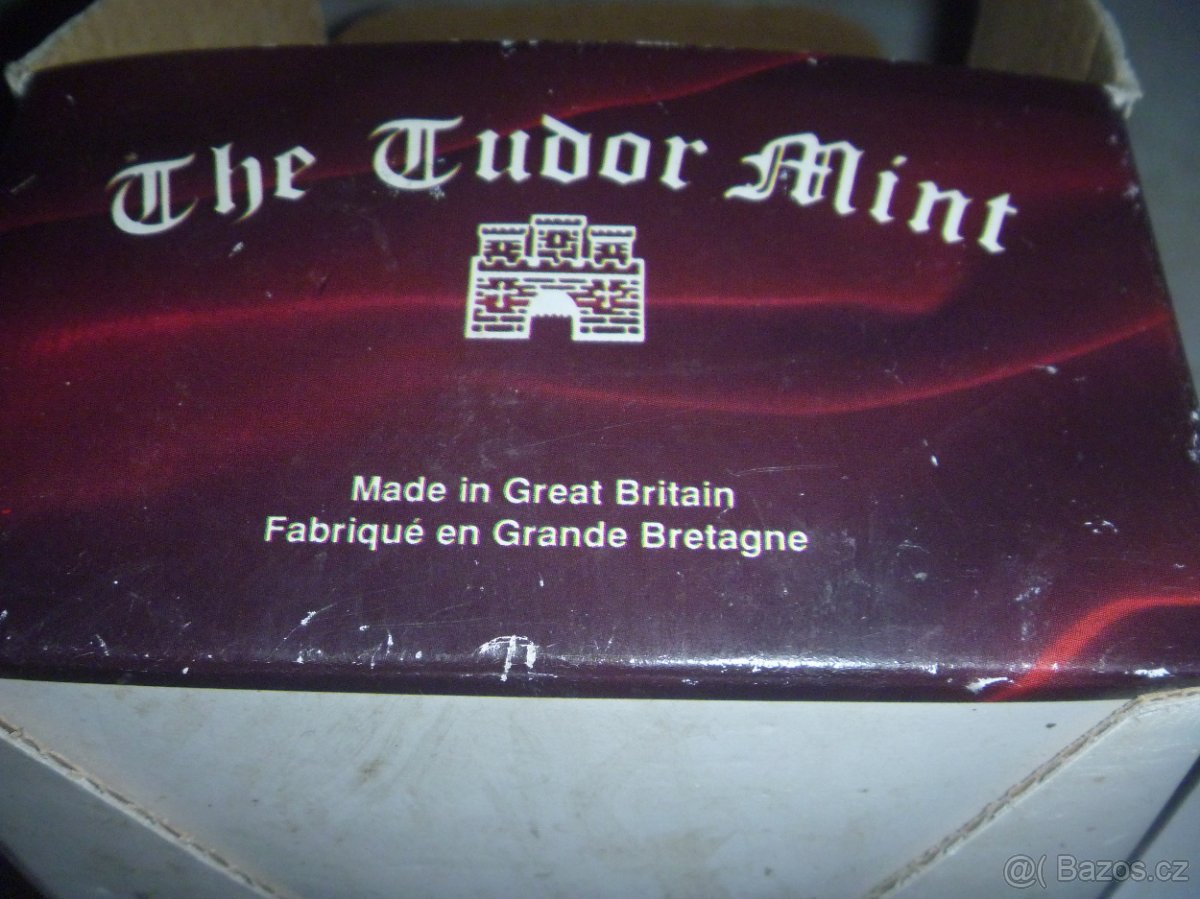 The Tudor Mint
Made in Great Britain
Fabriqué en Grande Bretagne
@( Bazos.cz